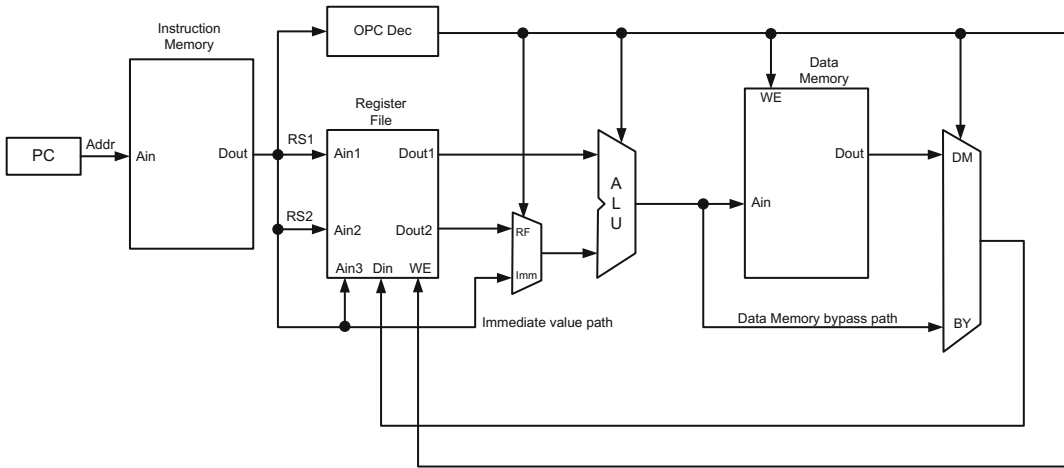 Instruction
Memory
OPC Dec
Data
Memory
WE
Register
File
PC
Addr
Ain
Dout
RS1
Ain1
Dout1
A
L
U
Dout
DM
RS2
Ain2
Dout2
RF
Ain
Ain3
Din
WE
Imm
Immediate value path
Data Memory bypass path
BY